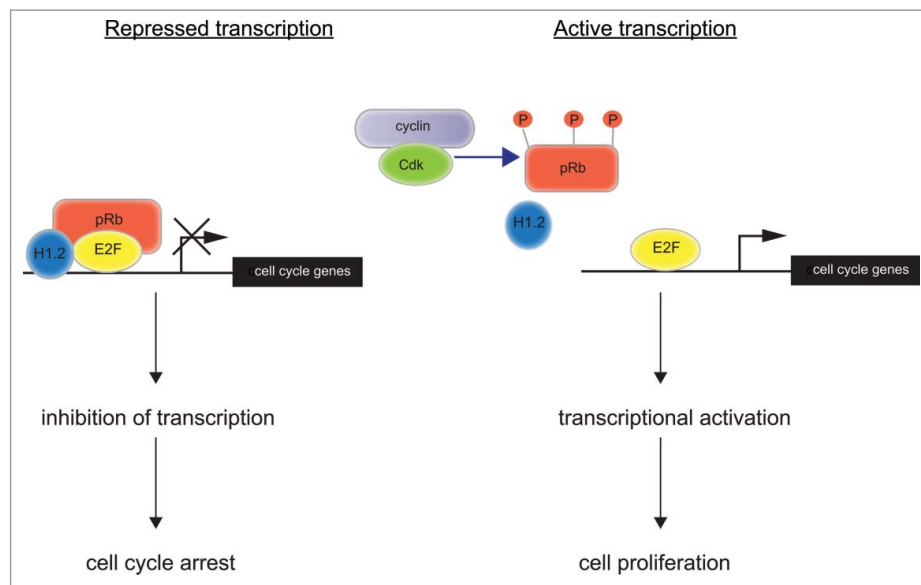 Repressed transcription
Active transcription
cyclin
Cdk
P
P
P
pRb
H1.2
pRb
E2F
H1.2
cell cycle genes
E2F
cell cycle genes
inhibition of transcription
transcriptional activation
cell cycle arrest
cell proliferation